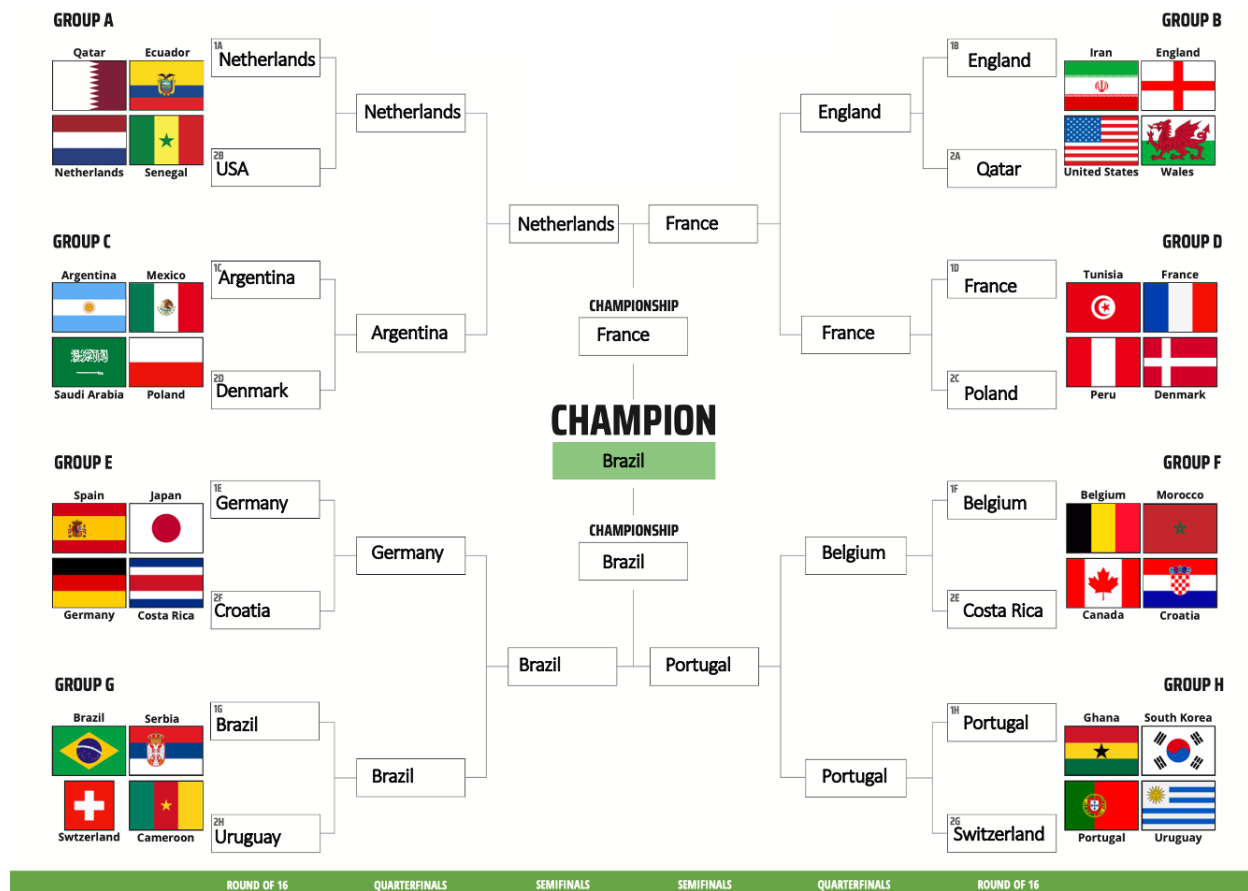 GROUP A
Qatar
Ecuador
Netherlands
Senegal
1A
Netherlands
2B
USA
Netherlands
GROUP C
Argentina
Mexico
Saudi Arabia
Poland
1C
Argentina
2D
Denmark
Argentina
Netherlands
GROUP E
Spain
Japan
Germany
Costa Rica
1E
Germany
2F
Croatia
Germany
GROUP G
Brazil
Serbia
Swtzerland
Cameroon
1G
Brazil
2H
Uruguay
Brazil
Brazil
CHAMPIONSHIP
France
CHAMPION
Brazil
CHAMPIONSHIP
Brazil
GROUP B
Iran
England
United States
Wales
1B
England
2A
Qatar
England
France
GROUP D
Tunisia
France
Peru
Denmark
1D
France
2C
Poland
France
GROUP F
Belgium
Morocco
Canada
Croatia
1F
Belgium
2E
Costa Rica
Belgium
Portugal
GROUP H
Ghana
South Korea
Portugal
Uruguay
1H
Portugal
2G
Switzerland
Portugal
ROUND OF 16
QUARTERFINALS
SEMIFINALS
SEMIFINALS
QUARTERFINALS
ROUND OF 16